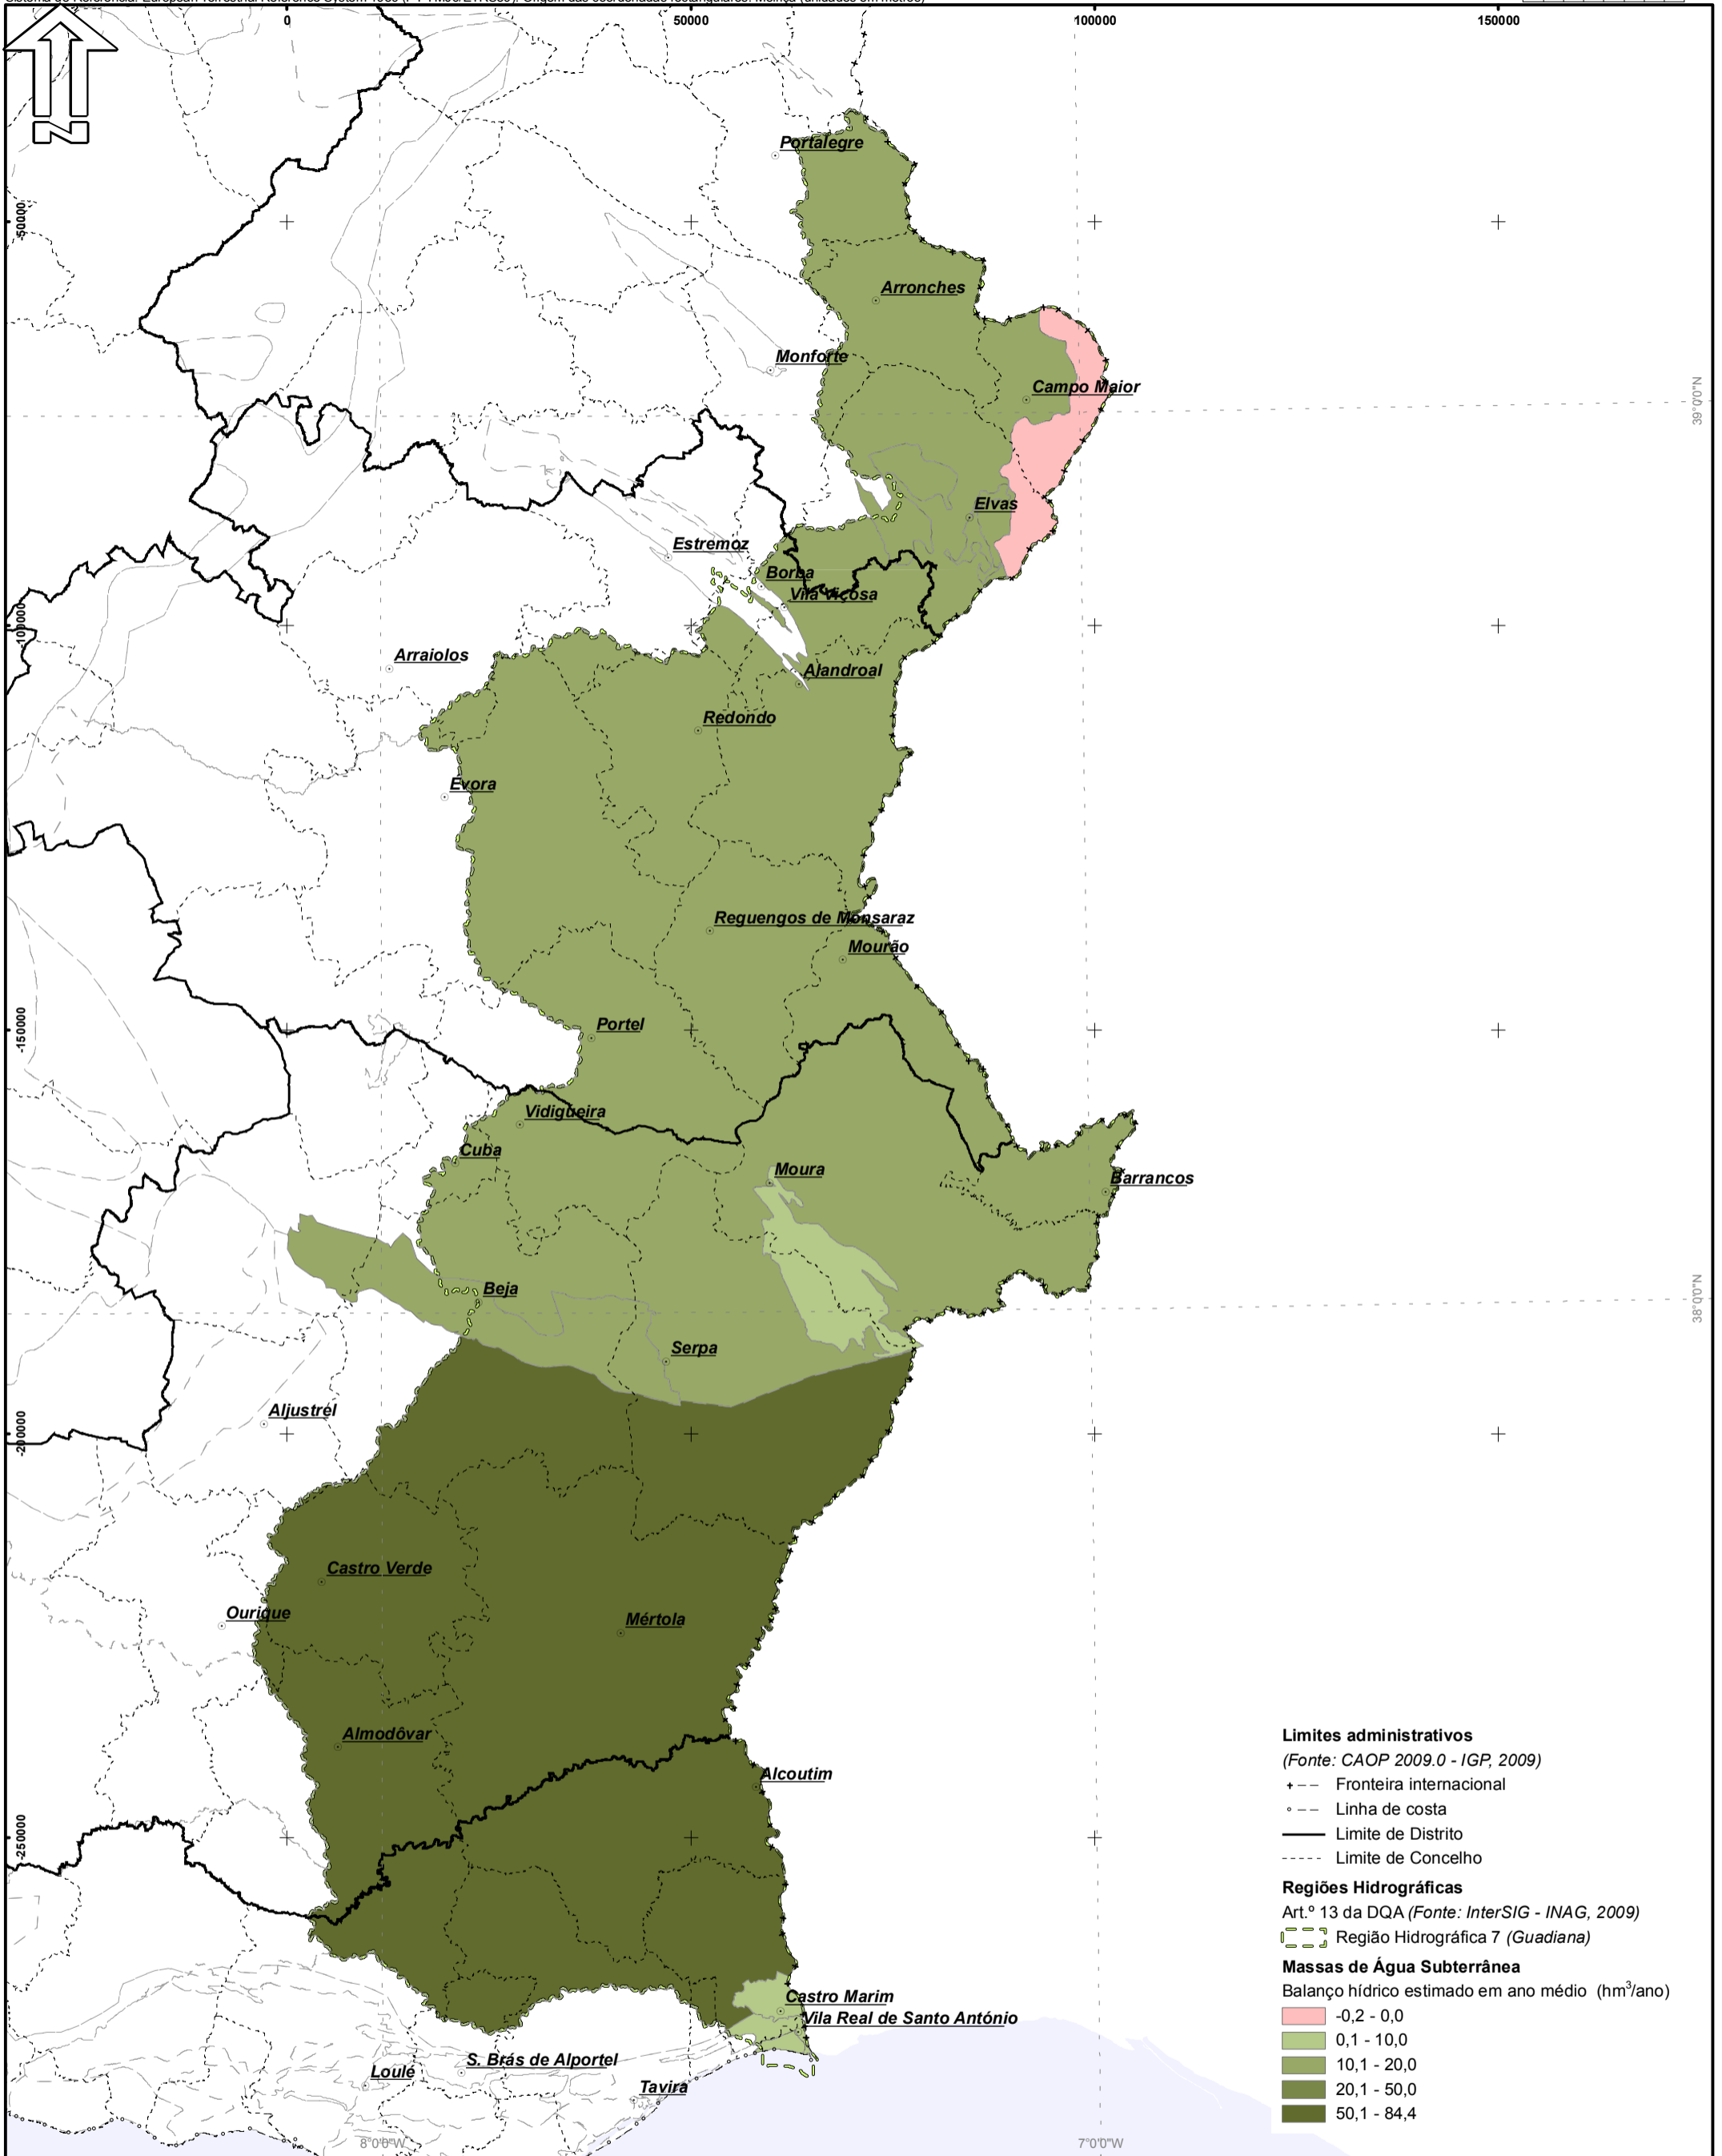 0
50000
100000
150000
N
Portalegre
-50000
Arronches
Monforte
Campo Maior
39°0'0"N
Elvas
Estremoz
Borba
Vila Viçosa
-100000
Arraiolos
Alandroal
Redondo
Évora
Reguengos de Monsaraz
Mourão
Portel
-150000
Vidigueira
Cuba
Moura
Barrancos
Beja
38°0'0"N
Serpa
Aljustrel
-200000
Castro Verde
Ourique
Mértola
Almodôvar
Alcoutim
-250000
Castro Marim
Vila Real de Santo António
S. Brás de Alportel
Loulé
Tavira
8°0'0"W
7°0'0"W
Limites administrativos
(Fonte: CAOP 2009.0 - IGP, 2009)
Fronteira internacional
Linha de costa
Limite de Distrito
Limite de Concelho
Regiões Hidrográficas
Art.º 13 da DQA (Fonte: InterSIG - INAG, 2009)
Região Hidrográfica 7 (Guadiana)
Massas de Água Subterrânea
Balanço hídrico estimado em ano médio (hm³/ano)
-0,2 - 0,0
0,1 - 10,0
10,1 - 20,0
20,1 - 50,0
50,1 - 84,4